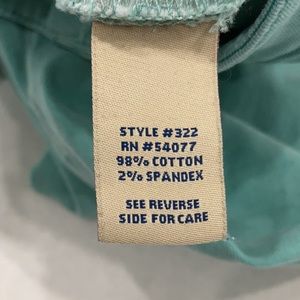 STYLE #322
RN #54077
98% COTTON
2% SPANDEX
SEE REVERSE
SIDE FOR CARE